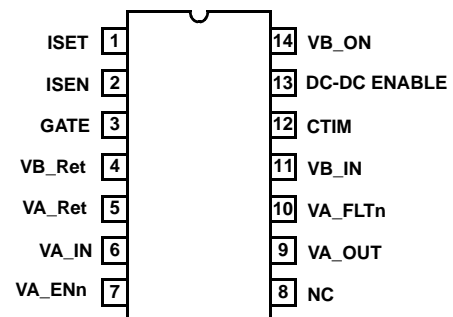 ISET 1 14 VB_ON
ISEN 2 13 DC-DC ENABLE
GATE 3 12 CTIM
VB_Ret 4 11 VB_IN
VA_Ret 5 10 VA_FLTn
VA_IN 6 9 VA_OUT
VA_ENn 7 8 NC